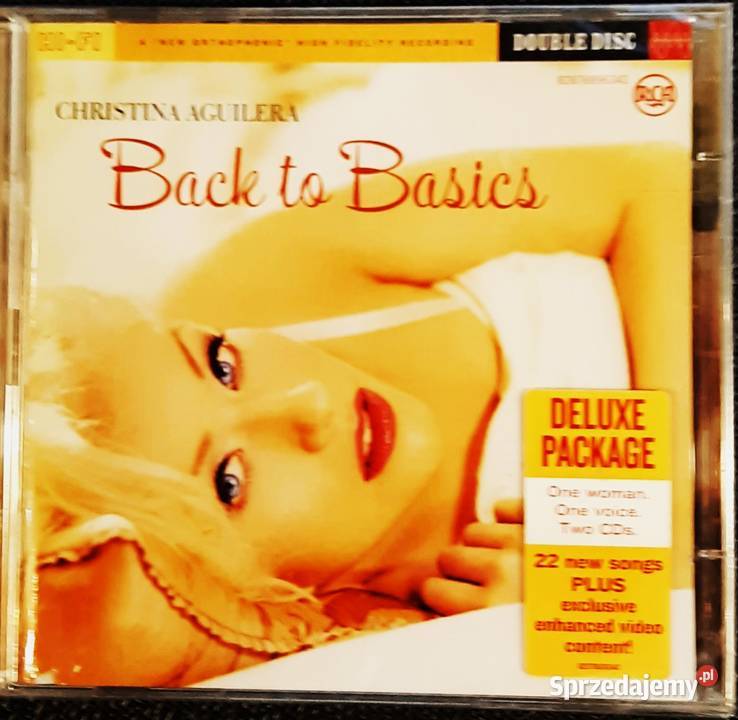 A "NEW ORTHOPHONIC" HIGH FIDELITY RECORDING
DOUBLE DISC
RCA
CHRISTINA AGUILERA
Back to Basics
DELUXE
PACKAGE
One woman.
One voice.
Two CDs.
22 new songs
PLUS
exclusive
enhanced video
content!
Sprzedajemy.pl